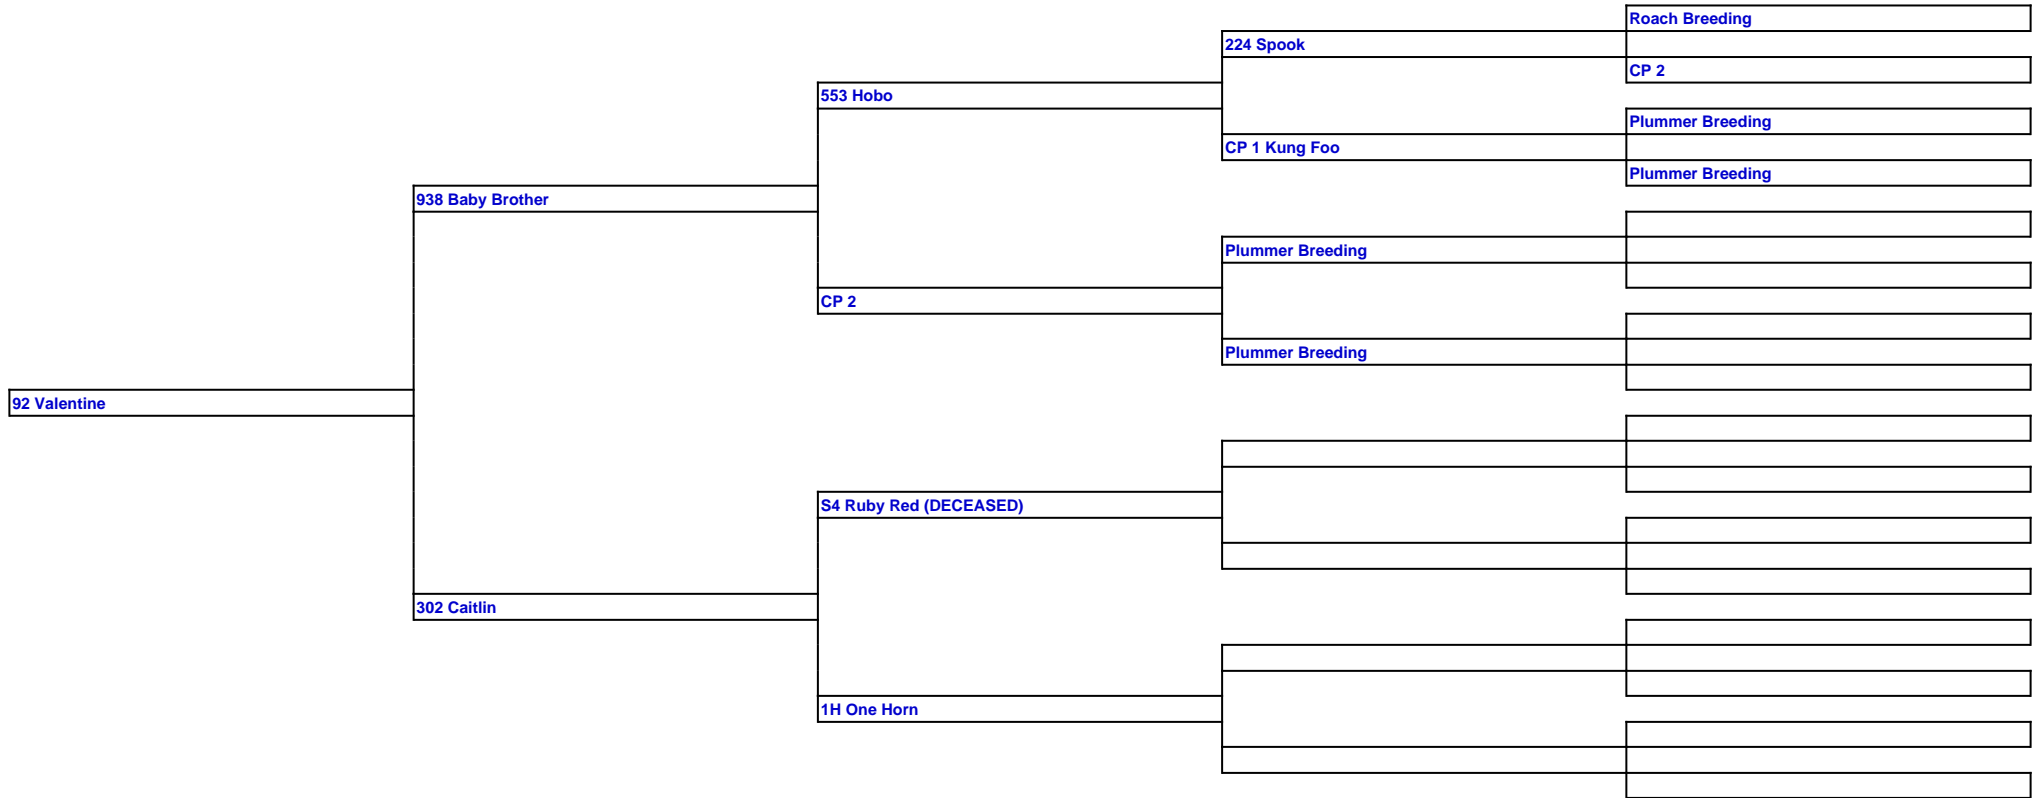 Roach Breeding
224 Spook
CP 2
553 Hobo
Plummer Breeding
CP 1 Kung Foo
Plummer Breeding
938 Baby Brother
Plummer Breeding
CP 2
Plummer Breeding
92 Valentine
S4 Ruby Red (DECEASED)
302 Caitlin
1H One Horn